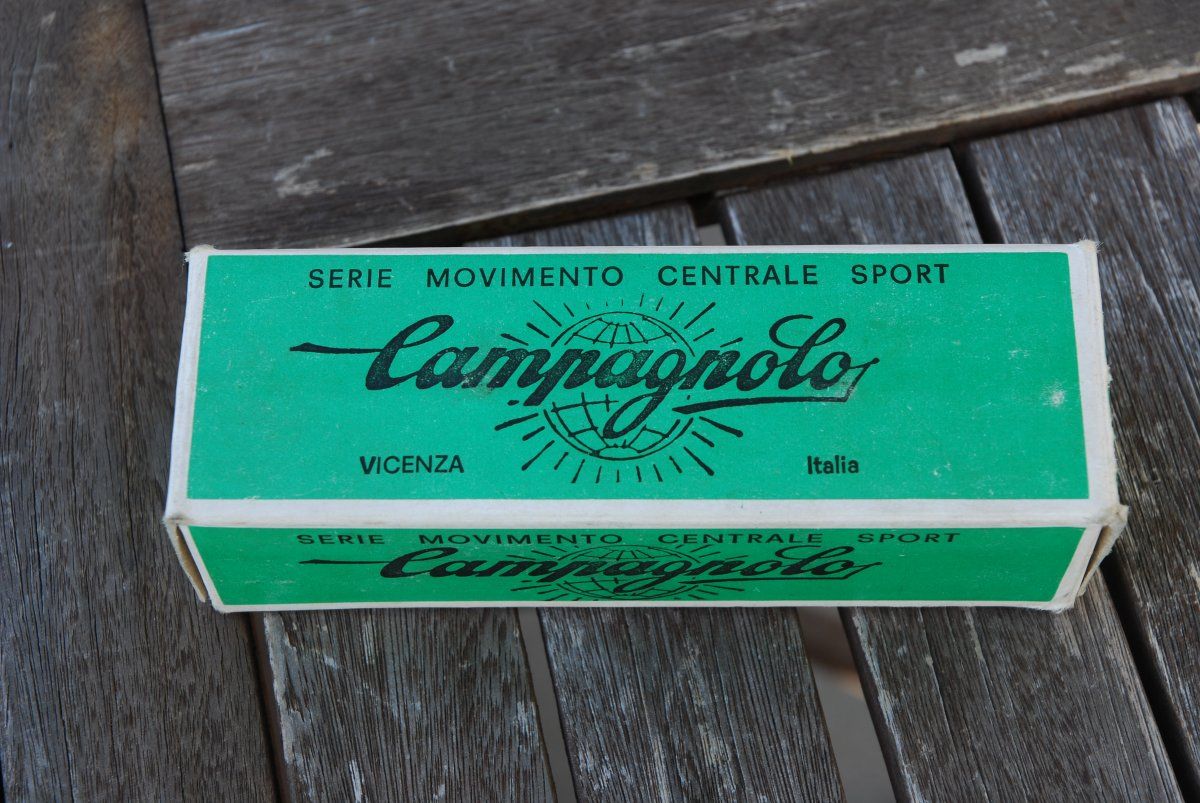 SERIE MOVIMENTO CENTRALE SPORT
Campagnolo
VICENZA Italia
SERIE MOVIMENTO CENTRALE SPORT
Campagnolo